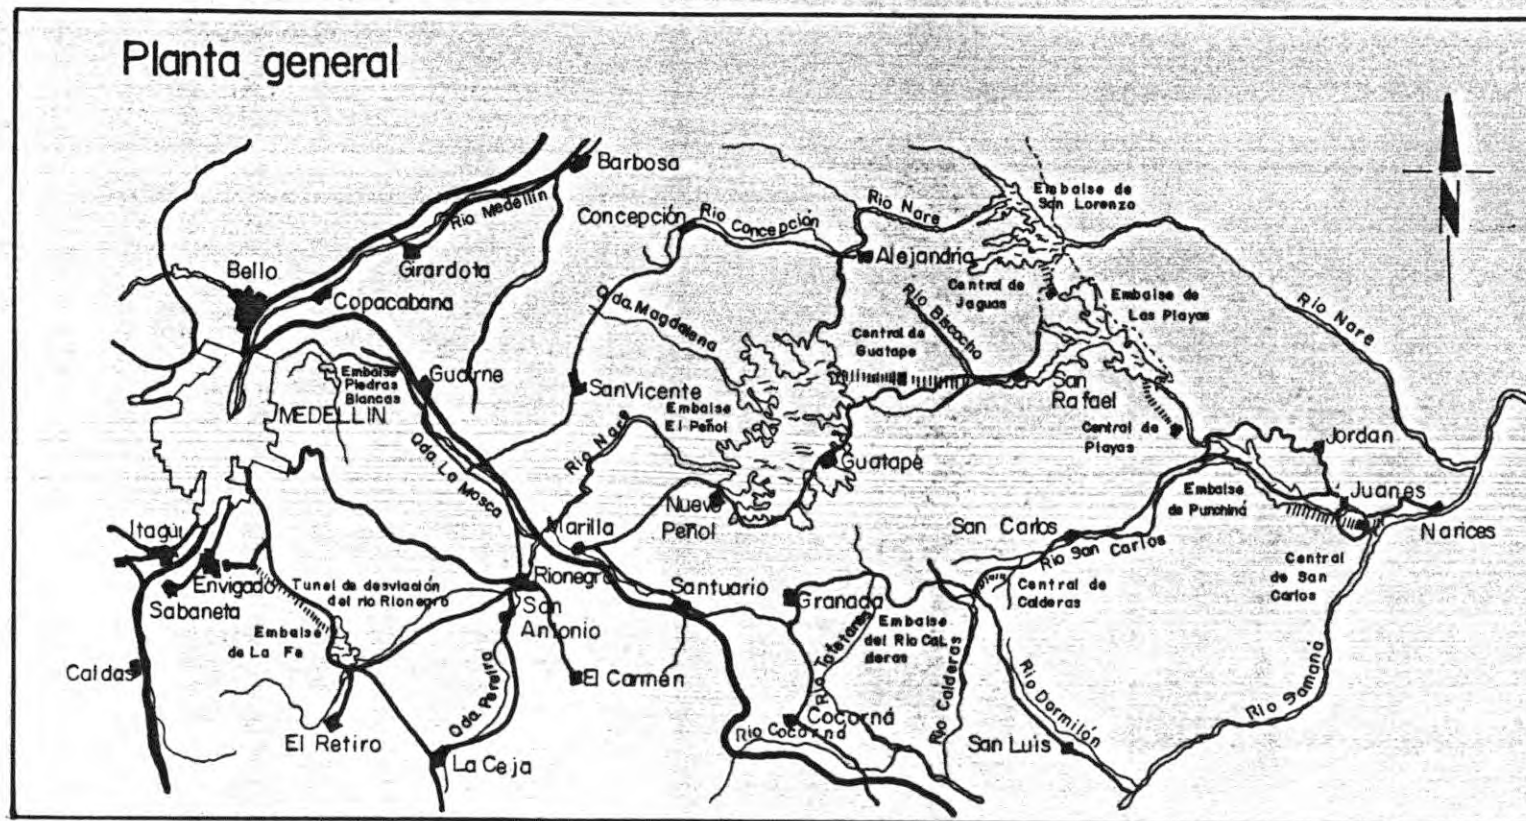 Planta general
N
Barbosa
Rio Medellin
Girardota
Bello
Copacabana
Concepción
Rio Concepción
Rio Nare
Alejandria
Embalse de
San Lorenzo
Central de
Jaguas
Embalse de
Las Playas
Rio Nare
Qda. Magdalena
Rio Biscocho
Central de
Guatape
San
Rafael
Embalse
Piedras
Blancas
Guarne
San Vicente
MEDELLIN
Qda. La Mosca
Rio Nare
Embalse
El Peñol
Guatapé
Central de
Playas
Jordan
Juanes
Narices
Embalse
de Punchiná
Nuevo
Peñol
Marilla
San Carlos
Rio San Carlos
Central
de San
Carlos
Itagüi
Envigado
Sabaneta
Tunel de desviación
del rio Rionegro
Rionegro
Santuario
Granada
Central de
Calderas
San
Antonio
Embalse
de La Fe
Embalse
del Rio Cal
deras
Rio Tafetanes
Rio Calderas
Caldas
El Carmén
Qda. Pereira
Cocorná
Rio Cocorná
Rio Dormilón
Rio Samaná
San Luis
El Retiro
La Ceja